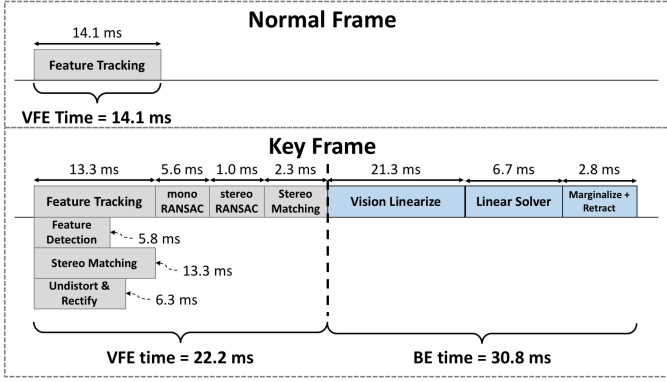 Normal Frame
14.1 ms
Feature Tracking
VFE Time = 14.1 ms
Key Frame
13.3 ms
5.6 ms
1.0 ms
2.3 ms
21.3 ms
6.7 ms
2.8 ms
Feature Tracking
mono
RANSAC
stereo
RANSAC
Stereo
Matching
Vision Linearize
Linear Solver
Marginalize +
Retract
Feature
Detection
5.8 ms
Stereo Matching
13.3 ms
Undistort &
Rectify
6.3 ms
VFE time = 22.2 ms
BE time = 30.8 ms